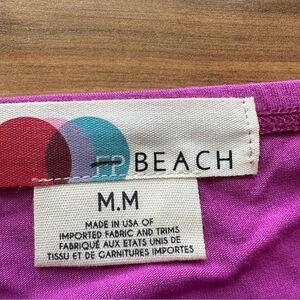 FP BEACH
M.M
MADE IN USA OF
IMPORTED FABRIC AND TRIMS
FABRIQUÉ AUX ETATS UNIS DE
TISSU ET DE GARNITURES IMPORTES